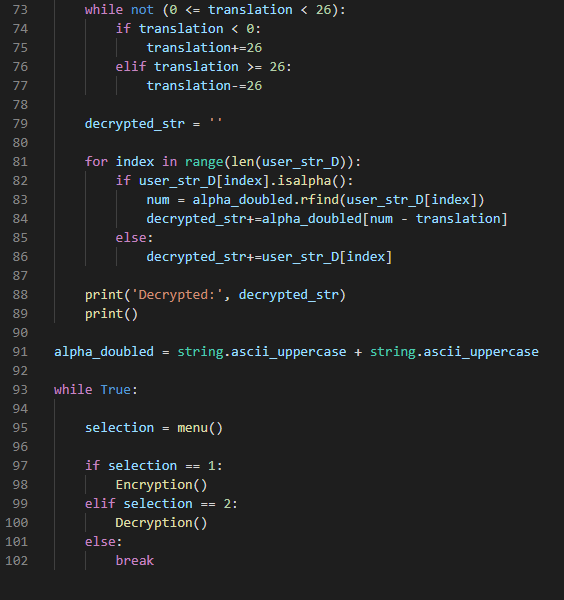 73 while not (0 <= translation < 26):
74 if translation < 0:
75 translation+=26
76 elif translation >= 26:
77 translation-=26
78
79 decrypted_str = ''
80
81 for index in range(len(user_str_D)):
82 if user_str_D[index].isalpha():
83 num = alpha_doubled.rfind(user_str_D[index])
84 decrypted_str+=alpha_doubled[num - translation]
85 else:
86 decrypted_str+=user_str_D[index]
87
88 print('Decrypted:', decrypted_str)
89 print()
90
91 alpha_doubled = string.ascii_uppercase + string.ascii_uppercase
92
93 while True:
94
95 selection = menu()
96
97 if selection == 1:
98 Encryption()
99 elif selection == 2:
100 Decryption()
101 else:
102 break